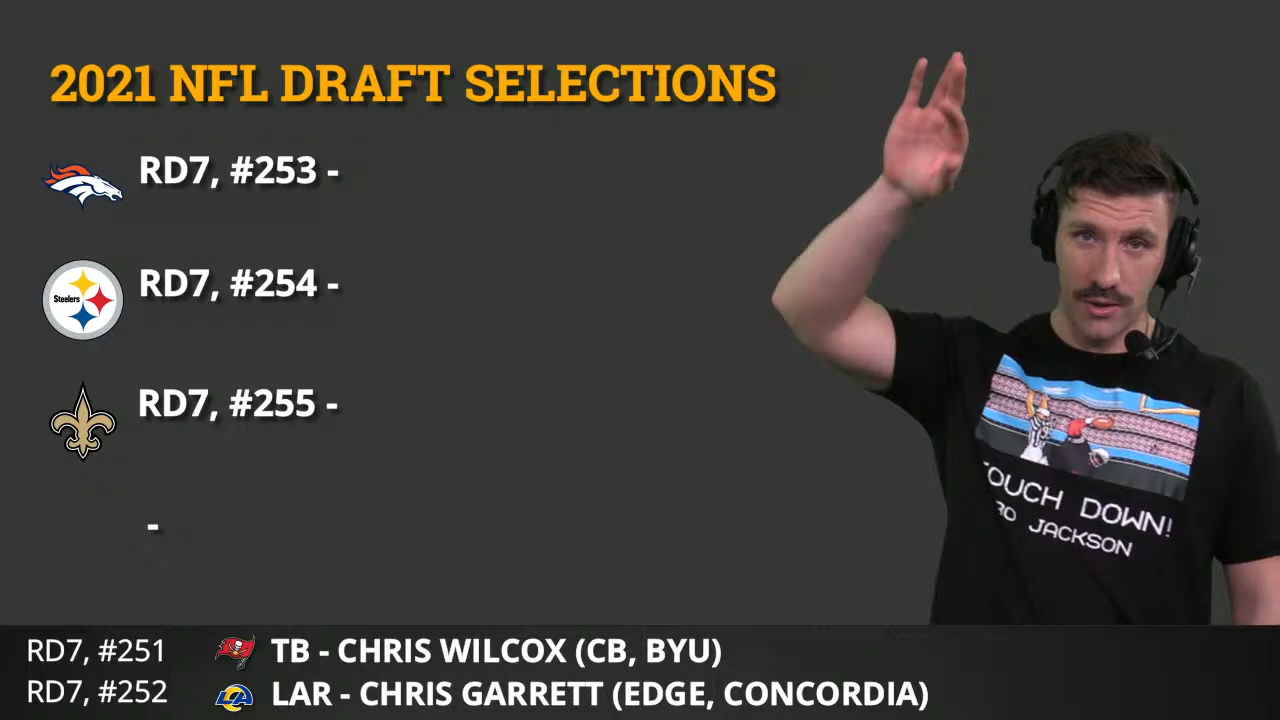 2021 NFL DRAFT SELECTIONS
RD7, #253 -
Steelers
RD7, #254 -
RD7, #255 -
-
TOUCH DOWN!
BO JACKSON
RD7, #251 TB - CHRIS WILCOX (CB, BYU)
RD7, #252 LAR - CHRIS GARRETT (EDGE, CONCORDIA)